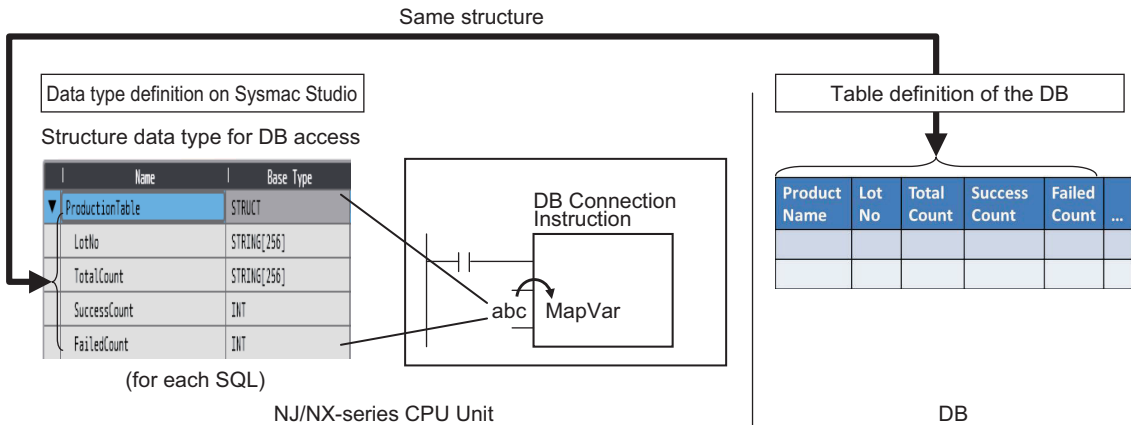 Same structure
Data type definition on Sysmac Studio
Structure data type for DB access
Name Base Type
ProductionTable STRUCT
LotNo STRING[256]
TotalCount STRING[256]
SuccessCount INT
FailedCount INT
(for each SQL)
DB Connection
Instruction
abc MapVar
NJ/NX-series CPU Unit
Table definition of the DB
Product Lot Total Success Failed
Name No Count Count Count ...
DB